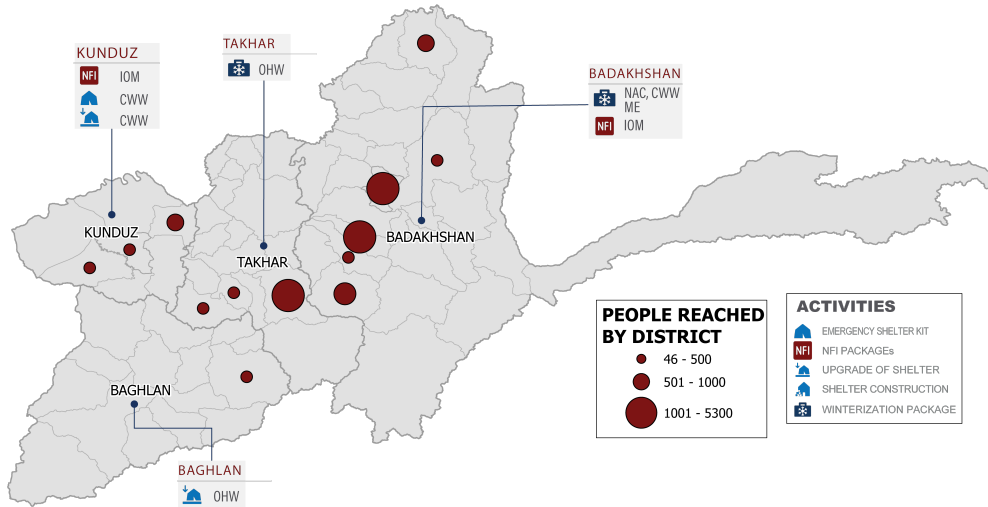 KUNDUZ
NFI IOM
CWW
CWW
TAKHAR
OHW
BADAKHSHAN
NAC, CWW
ME
NFI IOM
KUNDUZ
TAKHAR
BADAKHSHAN
BAGHLAN
BAGHLAN
OHW
PEOPLE REACHED
BY DISTRICT
46 - 500
501 - 1000
1001 - 5300
ACTIVITIES
EMERGENCY SHELTER KIT
NFI NFI PACKAGEs
UPGRADE OF SHELTER
SHELTER CONSTRUCTION
WINTERIZATION PACKAGE